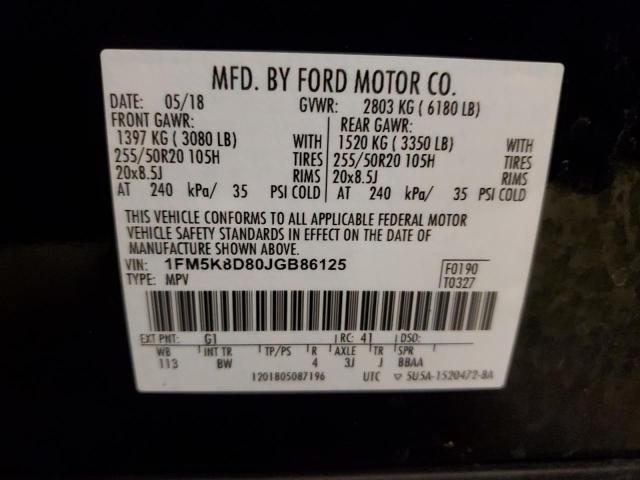 MFD. BY FORD MOTOR CO.
DATE: 05/18 GVWR: 2803 KG ( 6180 LB)
FRONT GAWR: REAR GAWR:
1397 KG ( 3080 LB) WITH 1520 KG ( 3350 LB) WITH
255/50R20 105H TIRES 255/50R20 105H TIRES
20x8.5J RIMS 20x8.5J RIMS
AT 240 kPa/ 35 PSI COLD AT 240 kPa/ 35 PSI COLD
THIS VEHICLE CONFORMS TO ALL APPLICABLE FEDERAL MOTOR
VEHICLE SAFETY STANDARDS IN EFFECT ON THE DATE OF
MANUFACTURE SHOWN ABOVE.
VIN: 1FM5K8D80JGB86125 F0190
TYPE: MPV T0327
EXT PNT: G1 RC: 41 DSO:
WB INT TR TP/PS R AXLE TR SPR
113 BW 4 3J J BBAA
1201805087196 UTC ▽ 5U5A-1520472-BA